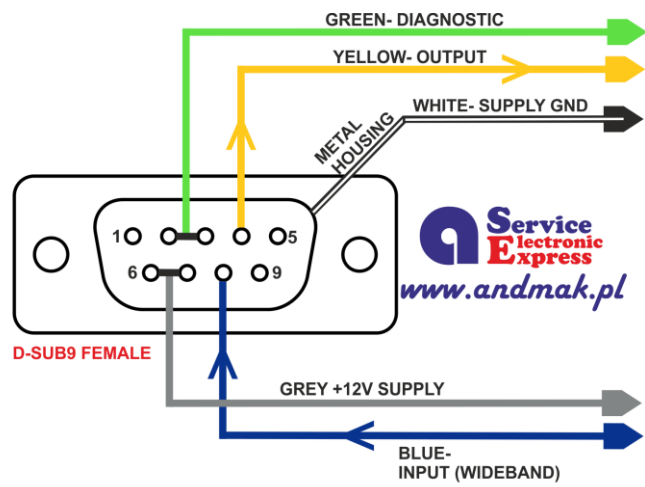 GREEN- DIAGNOSTIC
YELLOW- OUTPUT
WHITE- SUPPLY GND
METAL
HOUSING
1
5
6
9
a Service
Electronic
Express
www.andmak.pl
D-SUB9 FEMALE
GREY +12V SUPPLY
BLUE-
INPUT (WIDEBAND)